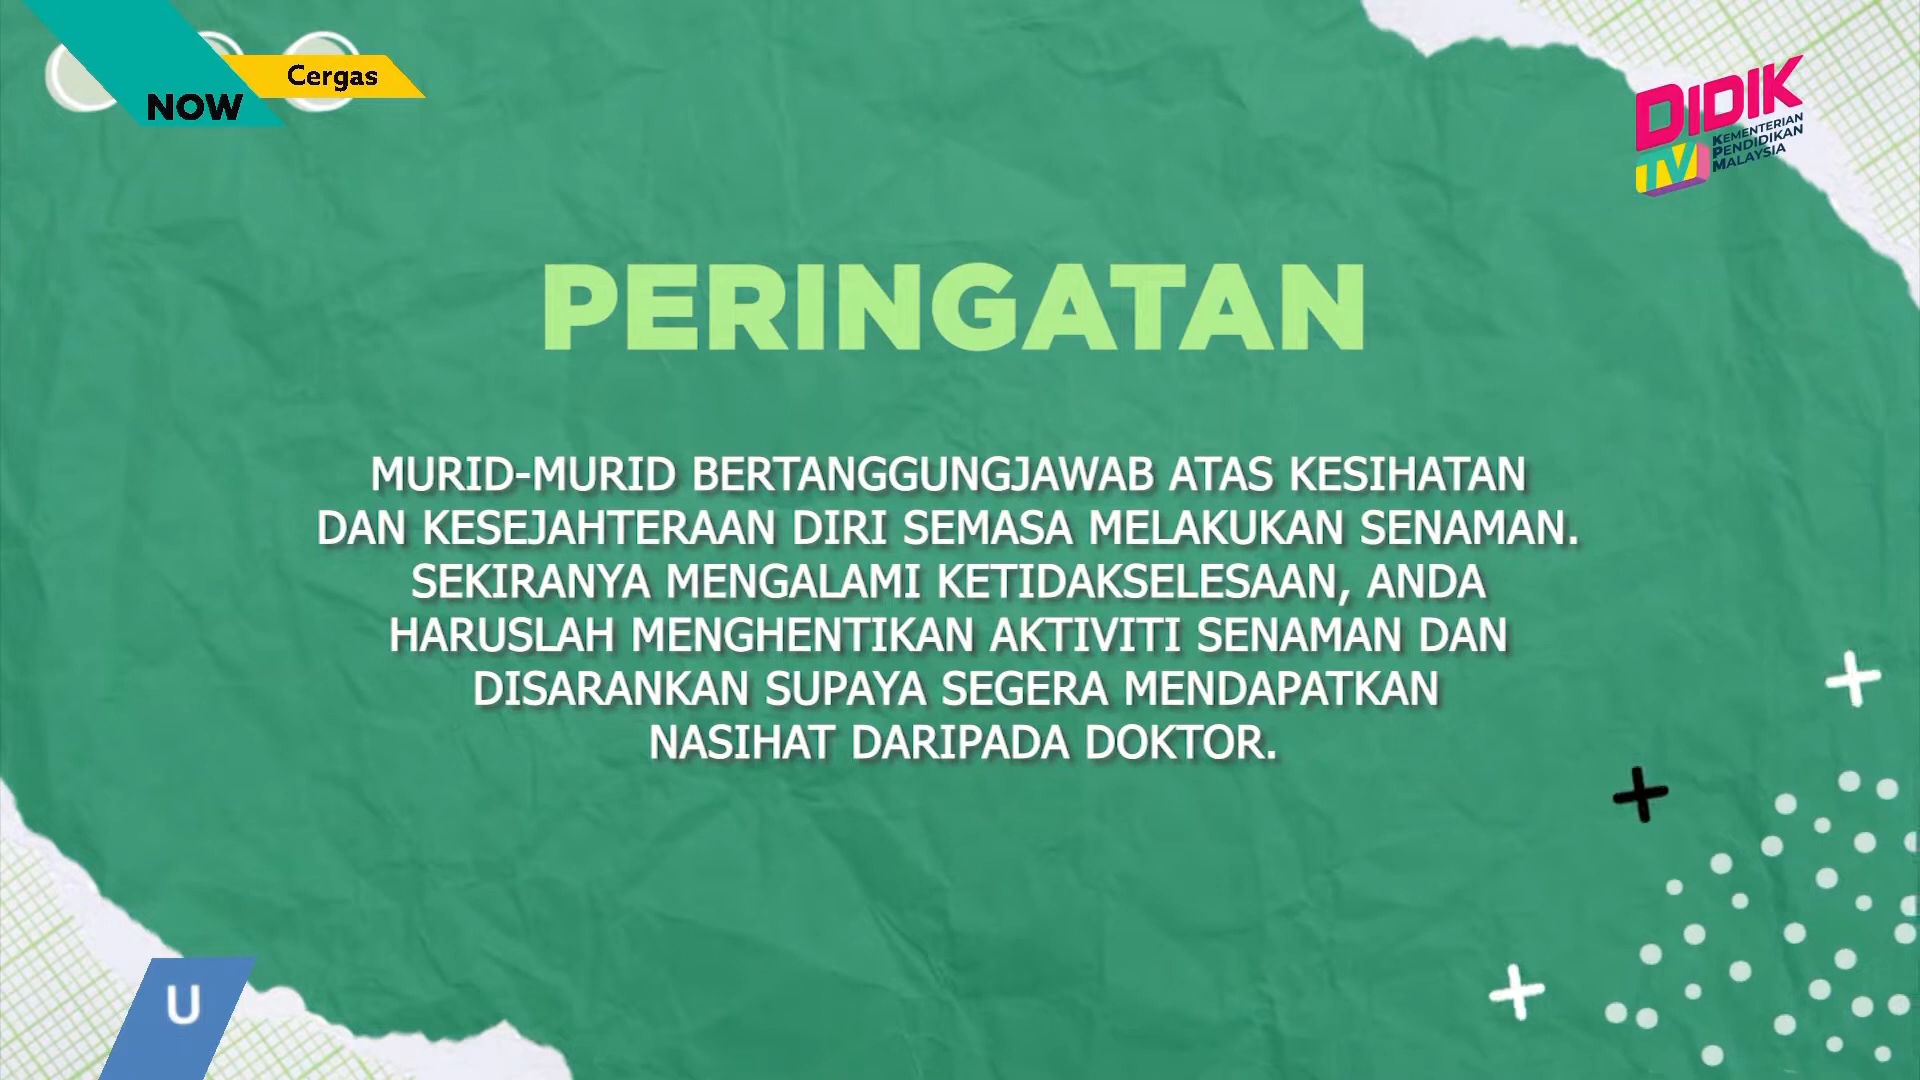 NOW
Cergas
DIDIK
TV
KEMENTERIAN
PENDIDIKAN
MALAYSIA
PERINGATAN
MURID-MURID BERTANGGUNGJAWAB ATAS KESIHATAN
DAN KESEJAHTERAAN DIRI SEMASA MELAKUKAN SENAMAN.
SEKIRANYA MENGALAMI KETIDAKSELESAAN, ANDA
HARUSLAH MENGHENTIKAN AKTIVITI SENAMAN DAN
DISARANKAN SUPAYA SEGERA MENDAPATKAN
NASIHAT DARIPADA DOKTOR.
U